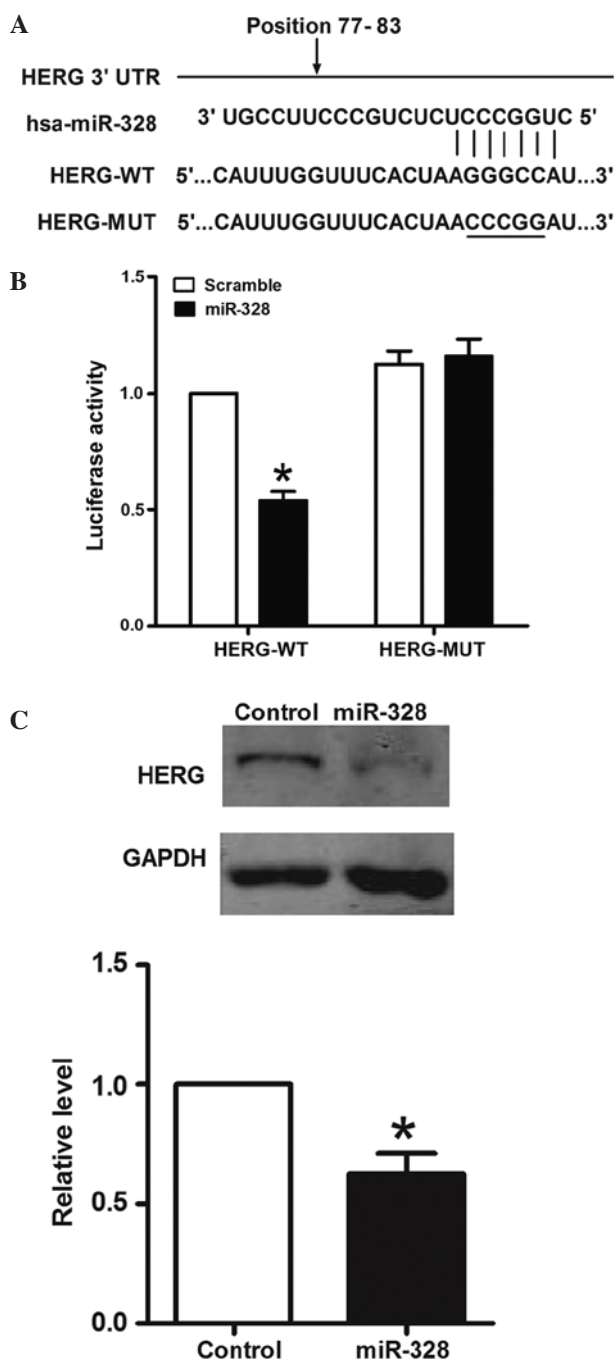 A
Position 77- 83
HERG 3' UTR
hsa-miR-328 3' UGCCUUCCCGUCUCUCCCGGUC 5'
HERG-WT 5'...CAUUUGGUUUCACUAAGGGCCAU...3'
HERG-MUT 5'...CAUUUGGUUUCACUAACCCGGAU...3'
B
Scramble
miR-328
*
Luciferase activity
1.5
1.0
0.5
0.0
HERG-WT HERG-MUT
C
Control miR-328
HERG
GAPDH
*
Relative level
1.5
1.0
0.5
0.0
Control miR-328